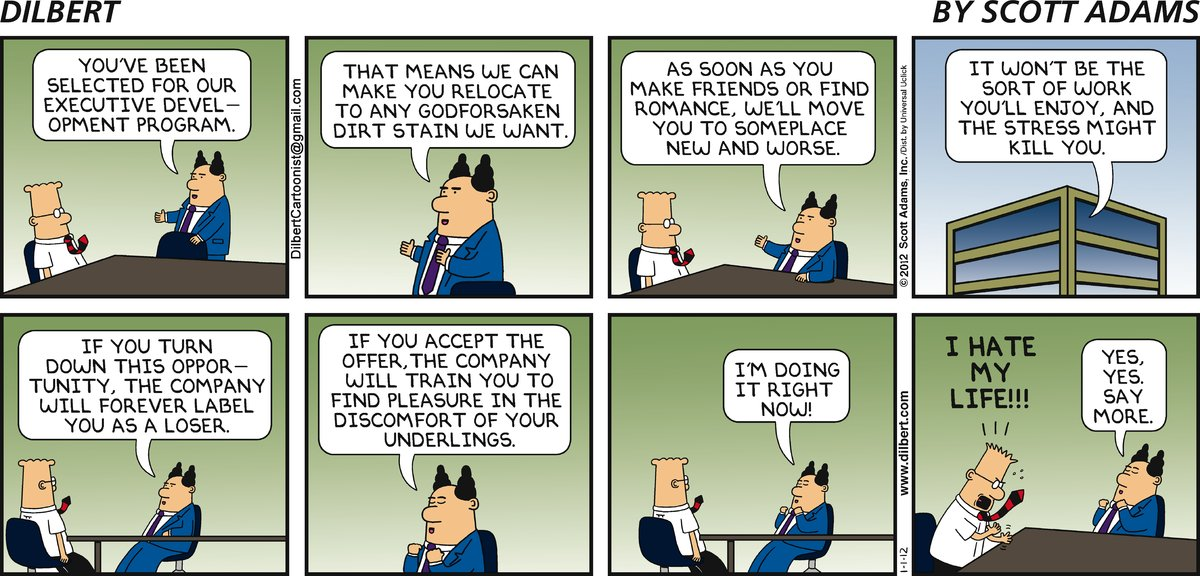 DILBERT
BY SCOTT ADAMS
YOU'VE BEEN
SELECTED FOR OUR
EXECUTIVE DEVEL-
OPMENT PROGRAM.
DilbertCartoonist@gmail.com
THAT MEANS WE CAN
MAKE YOU RELOCATE
TO ANY GODFORSAKEN
DIRT STAIN WE WANT.
AS SOON AS YOU
MAKE FRIENDS OR FIND
ROMANCE, WE'LL MOVE
YOU TO SOMEPLACE
NEW AND WORSE.
©2012 Scott Adams, Inc. /Dist. by Universal Uclick
IT WON'T BE THE
SORT OF WORK
YOU'LL ENJOY, AND
THE STRESS MIGHT
KILL YOU.
IF YOU TURN
DOWN THIS OPPOR-
TUNITY, THE COMPANY
WILL FOREVER LABEL
YOU AS A LOSER.
IF YOU ACCEPT THE
OFFER, THE COMPANY
WILL TRAIN YOU TO
FIND PLEASURE IN THE
DISCOMFORT OF YOUR
UNDERLINGS.
I'M DOING
IT RIGHT
NOW!
1-1-12
www.dilbert.com
I HATE
MY
LIFE!!!
YES,
YES.
SAY
MORE.